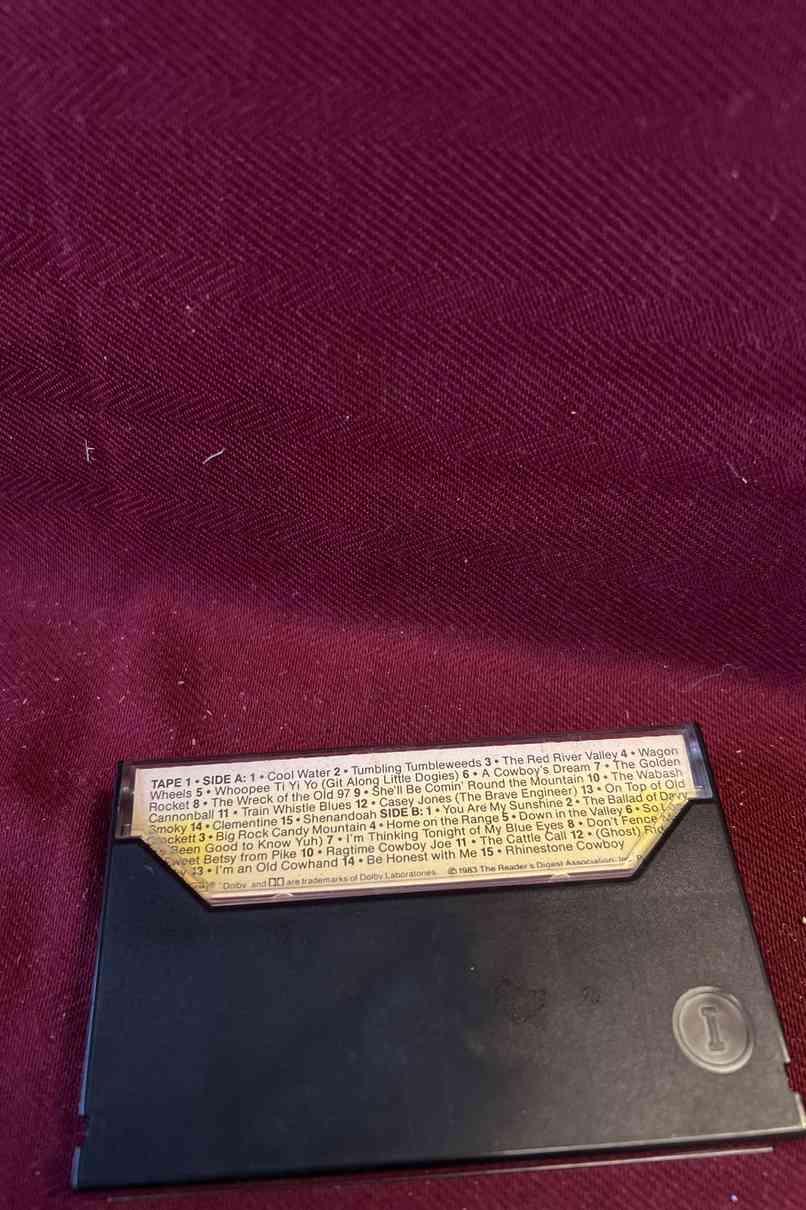 TAPE 1 • SIDE A: 1 • Cool Water 2 • Tumbling Tumbleweeds 3 • The Red River Valley 4 • Wagon
Wheels 5 • Whoopee Ti Yi Yo (Git Along Little Dogies) 6 • A Cowboy's Dream 7 • The Golden
Rocket 8 • The Wreck of the Old 97 9 • She'll Be Comin' Round the Mountain 10 • The Wabash
Cannonball 11 • Train Whistle Blues 12 • Casey Jones (The Brave Engineer) 13 • On Top of Old
Smoky 14 • Clementine 15 • Shenandoah SIDE B: 1 • You Are My Sunshine 2 • The Ballad of Davy
Crockett 3 • Big Rock Candy Mountain 4 • Home on the Range 5 • Down in the Valley 6 • So
Been Good to Know Yuh) 7 • I'm Thinking Tonight of My Blue Eyes 8 • Don't Fence
Sweet Betsy from Pike 10 • Ragtime Cowboy Joe 11 • The Cattle Call 12 • (Ghost)
13 • I'm an Old Cowhand 14 • Be Honest with Me 15 • Rhinestone Cowboy
Dolby and are trademarks of Dolby Laboratories. ©1983 The Reader's Digest Association, Inc.
I